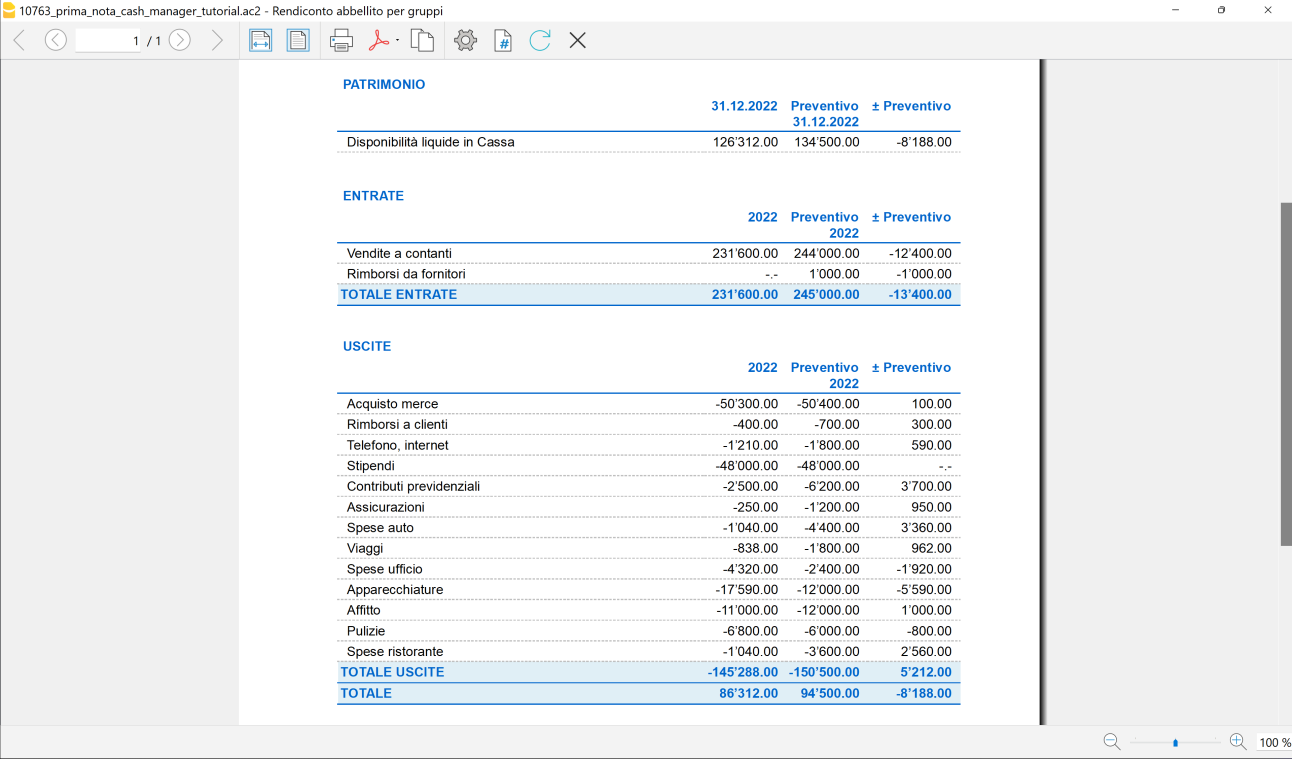 10763_prima_nota_cash_manager_tutorial.ac2 - Rendiconto abbellito per gruppi
1 / 1
#
PATRIMONIO
31.12.2022 Preventivo ± Preventivo
31.12.2022
Disponibilità liquide in Cassa 126’312.00 134’500.00 -8’188.00
ENTRATE
2022 Preventivo ± Preventivo
2022
Vendite a contanti 231’600.00 244’000.00 -12’400.00
Rimborsi da fornitori -.- 1’000.00 -1’000.00
TOTALE ENTRATE 231’600.00 245’000.00 -13’400.00
USCITE
2022 Preventivo ± Preventivo
2022
Acquisto merce -50’300.00 -50’400.00 100.00
Rimborsi a clienti -400.00 -700.00 300.00
Telefono, internet -1’210.00 -1’800.00 590.00
Stipendi -48’000.00 -48’000.00 -.-
Contributi previdenziali -2’500.00 -6’200.00 3’700.00
Assicurazioni -250.00 -1’200.00 950.00
Spese auto -1’040.00 -4’400.00 3’360.00
Viaggi -838.00 -1’800.00 962.00
Spese ufficio -4’320.00 -2’400.00 -1’920.00
Apparecchiature -17’590.00 -12’000.00 -5’590.00
Affitto -11’000.00 -12’000.00 1’000.00
Pulizie -6’800.00 -6’000.00 -800.00
Spese ristorante -1’040.00 -3’600.00 2’560.00
TOTALE USCITE -145’288.00 -150’500.00 5’212.00
TOTALE 86’312.00 94’500.00 -8’188.00
100 %